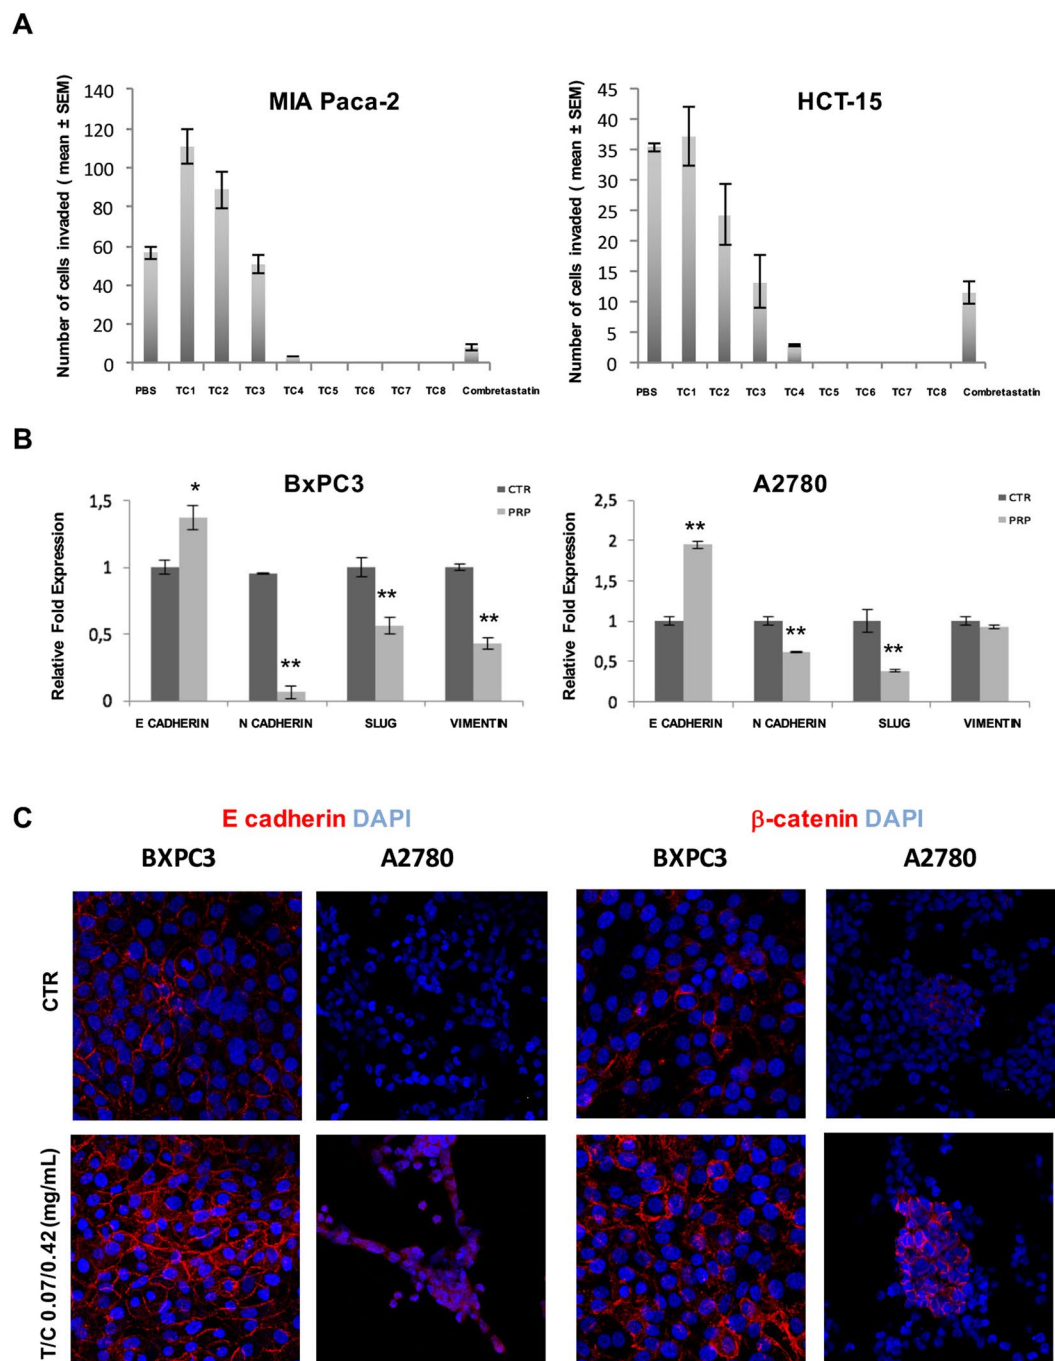 A
MIA Paca-2
Number of cells invaded ( mean ± SEM)
140
120
100
80
60
40
20
0
PBS TC1 TC2 TC3 TC4 TC5 TC6 TC7 TC8 Combretastatin
HCT-15
Number of cells invaded ( mean ± SEM)
45
40
35
30
25
20
15
10
5
0
PBS TC1 TC2 TC3 TC4 TC5 TC6 TC7 TC8 Combretastatin
B
BxPC3
CTR
PRP
Relative Fold Expression
1,5
1
0,5
0
*
**
**
**
E CADHERIN N CADHERIN SLUG VIMENTIN
A2780
CTR
PRP
Relative Fold Expression
2,5
2
1,5
1
0,5
0
**
**
**
E CADHERIN N CADHERIN SLUG VIMENTIN
C
E cadherin DAPI
β-catenin DAPI
BXPC3 A2780 BXPC3 A2780
CTR
T/C 0.07/0.42 (mg/mL)